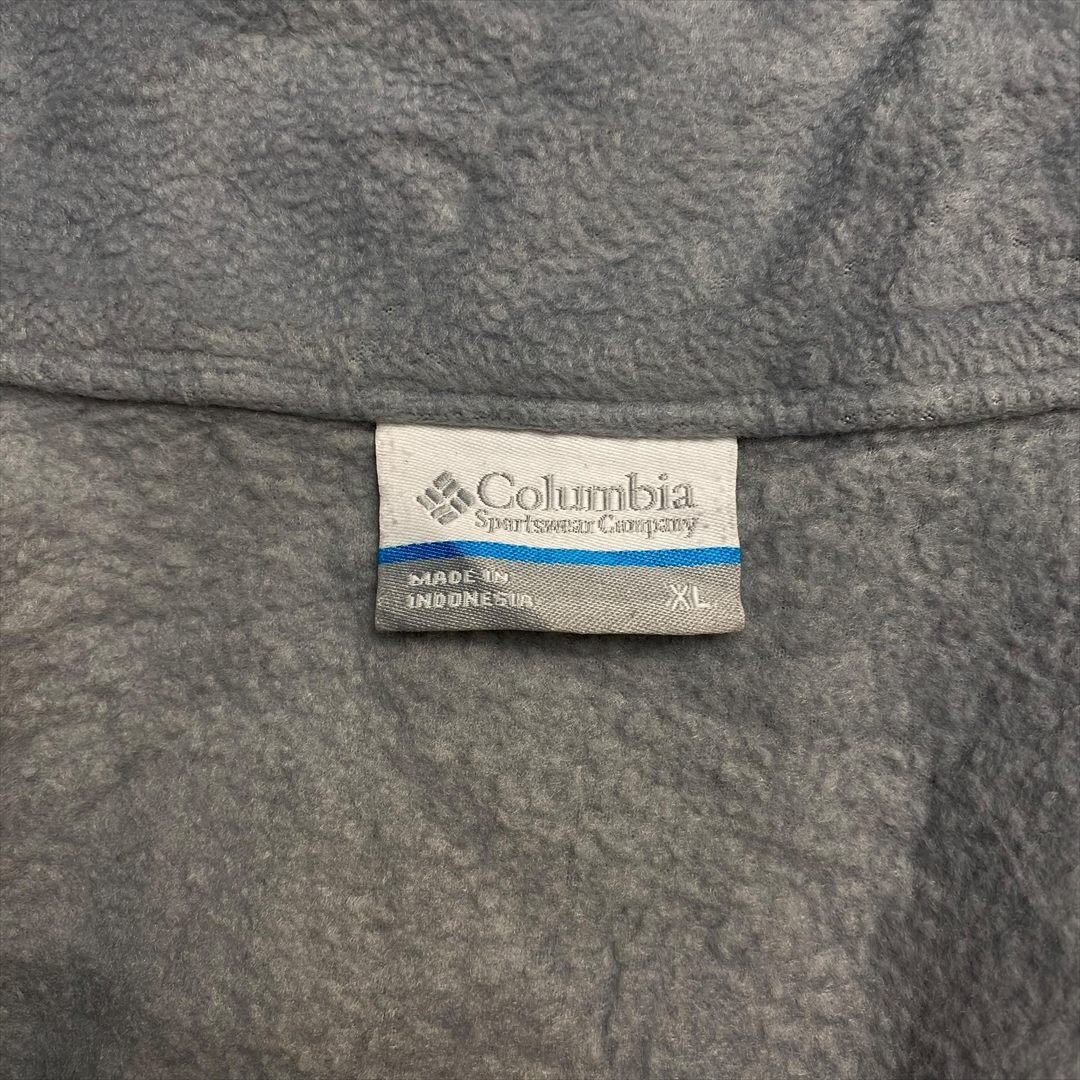 Columbia
Sportswear Company
MADE IN
INDONESIA
XL